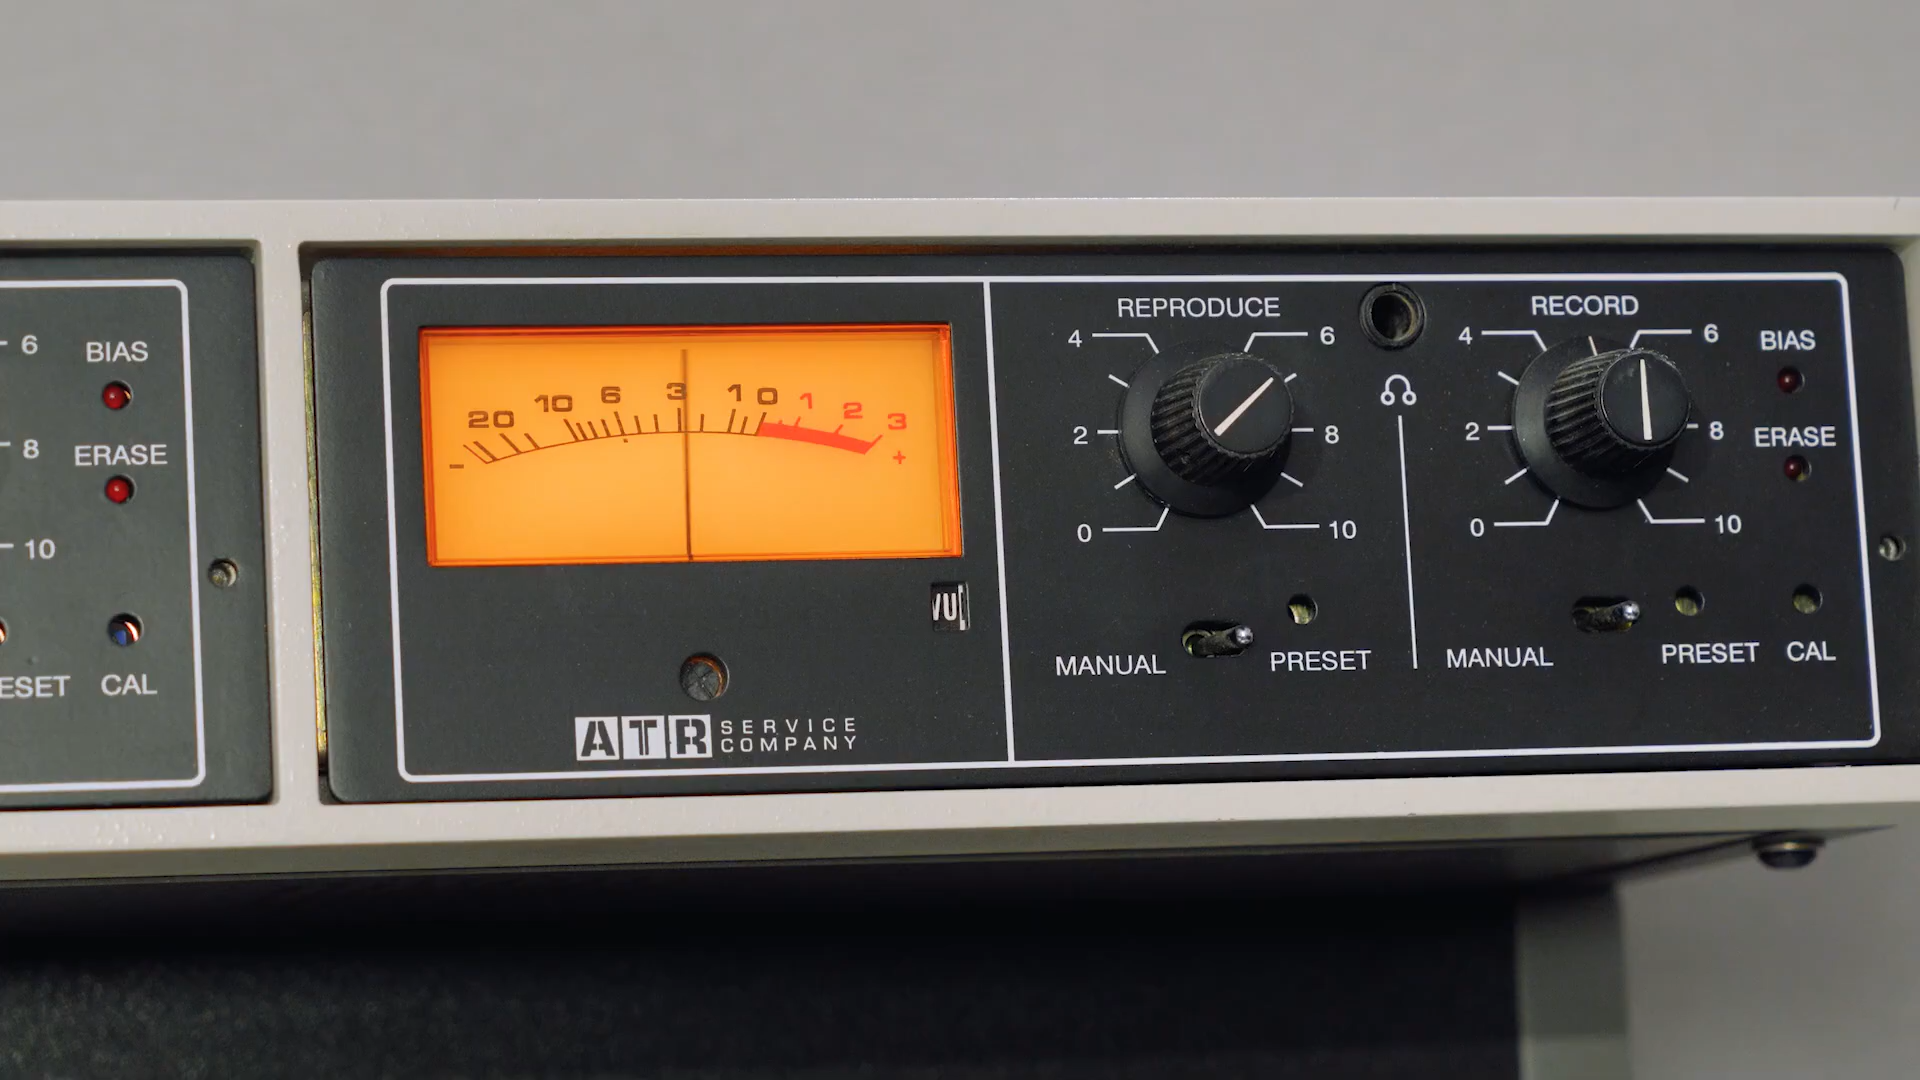 6
BIAS
8
ERASE
10
ESET CAL
20 10 6 3 1 0 1 2 3
- +
VU
ATR SERVICE
COMPANY
REPRODUCE
4 6
2 8
0 10
MANUAL PRESET
RECORD
4 6
2 8
0 10
MANUAL PRESET CAL
BIAS
ERASE